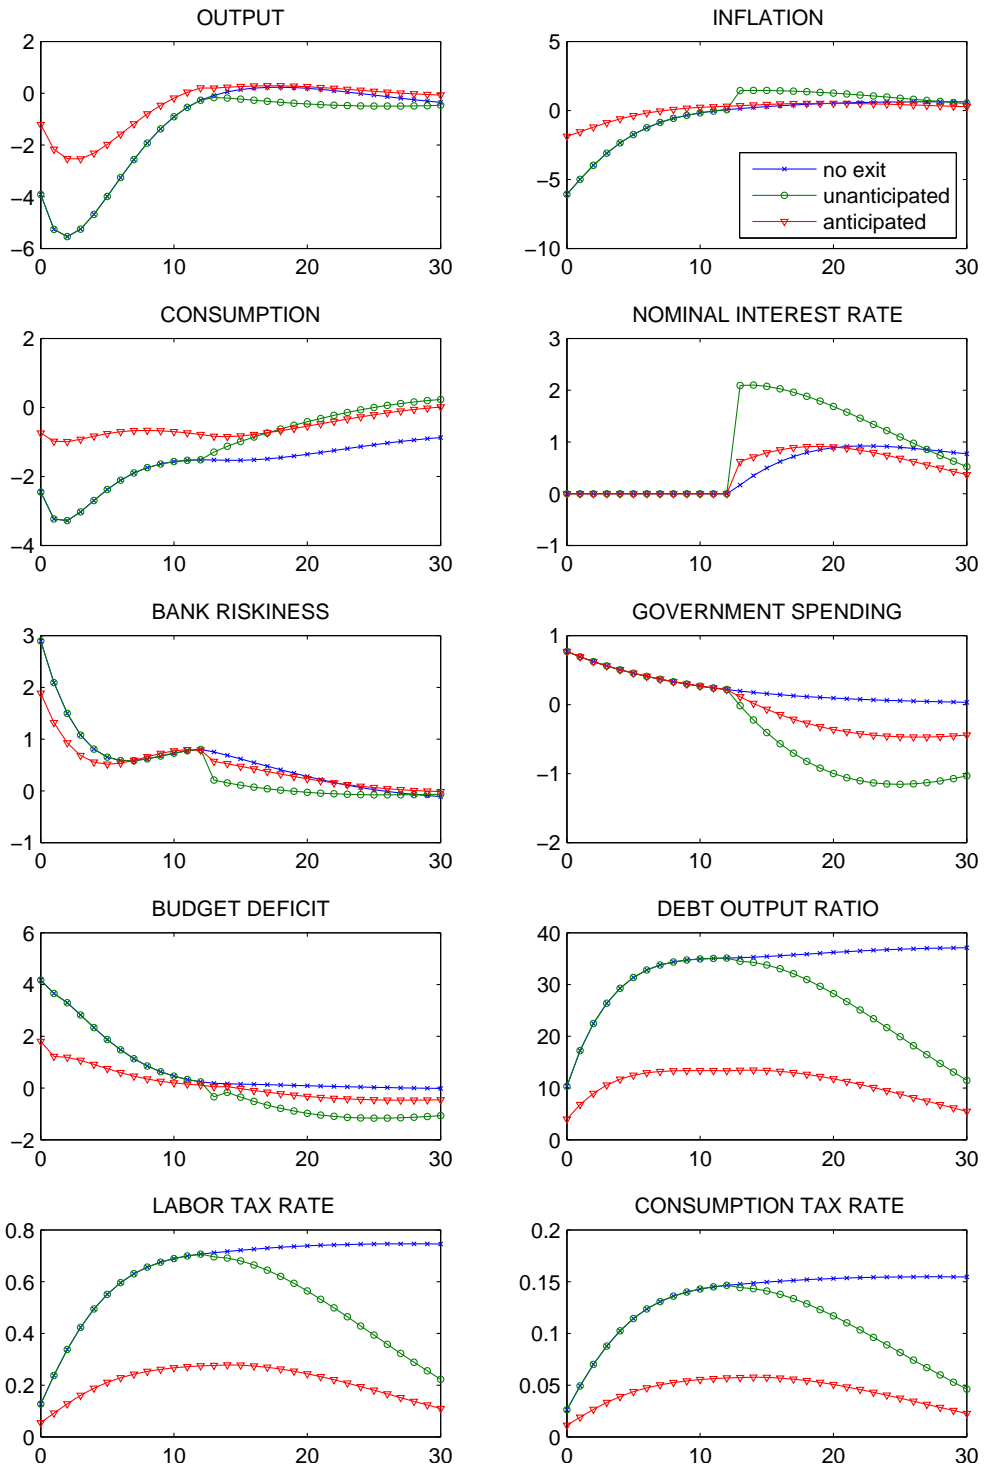 OUTPUT
2
0
−2
−4
−6
0 10 20 30
INFLATION
5
0
−5
−10
0 10 20 30
no exit
unanticipated
anticipated
CONSUMPTION
2
0
−2
−4
0 10 20 30
NOMINAL INTEREST RATE
3
2
1
0
−1
0 10 20 30
BANK RISKINESS
3
2
1
0
−1
0 10 20 30
GOVERNMENT SPENDING
1
0
−1
−2
0 10 20 30
BUDGET DEFICIT
6
4
2
0
−2
0 10 20 30
DEBT OUTPUT RATIO
40
30
20
10
0
0 10 20 30
LABOR TAX RATE
0.8
0.6
0.4
0.2
0
0 10 20 30
CONSUMPTION TAX RATE
0.2
0.15
0.1
0.05
0
0 10 20 30